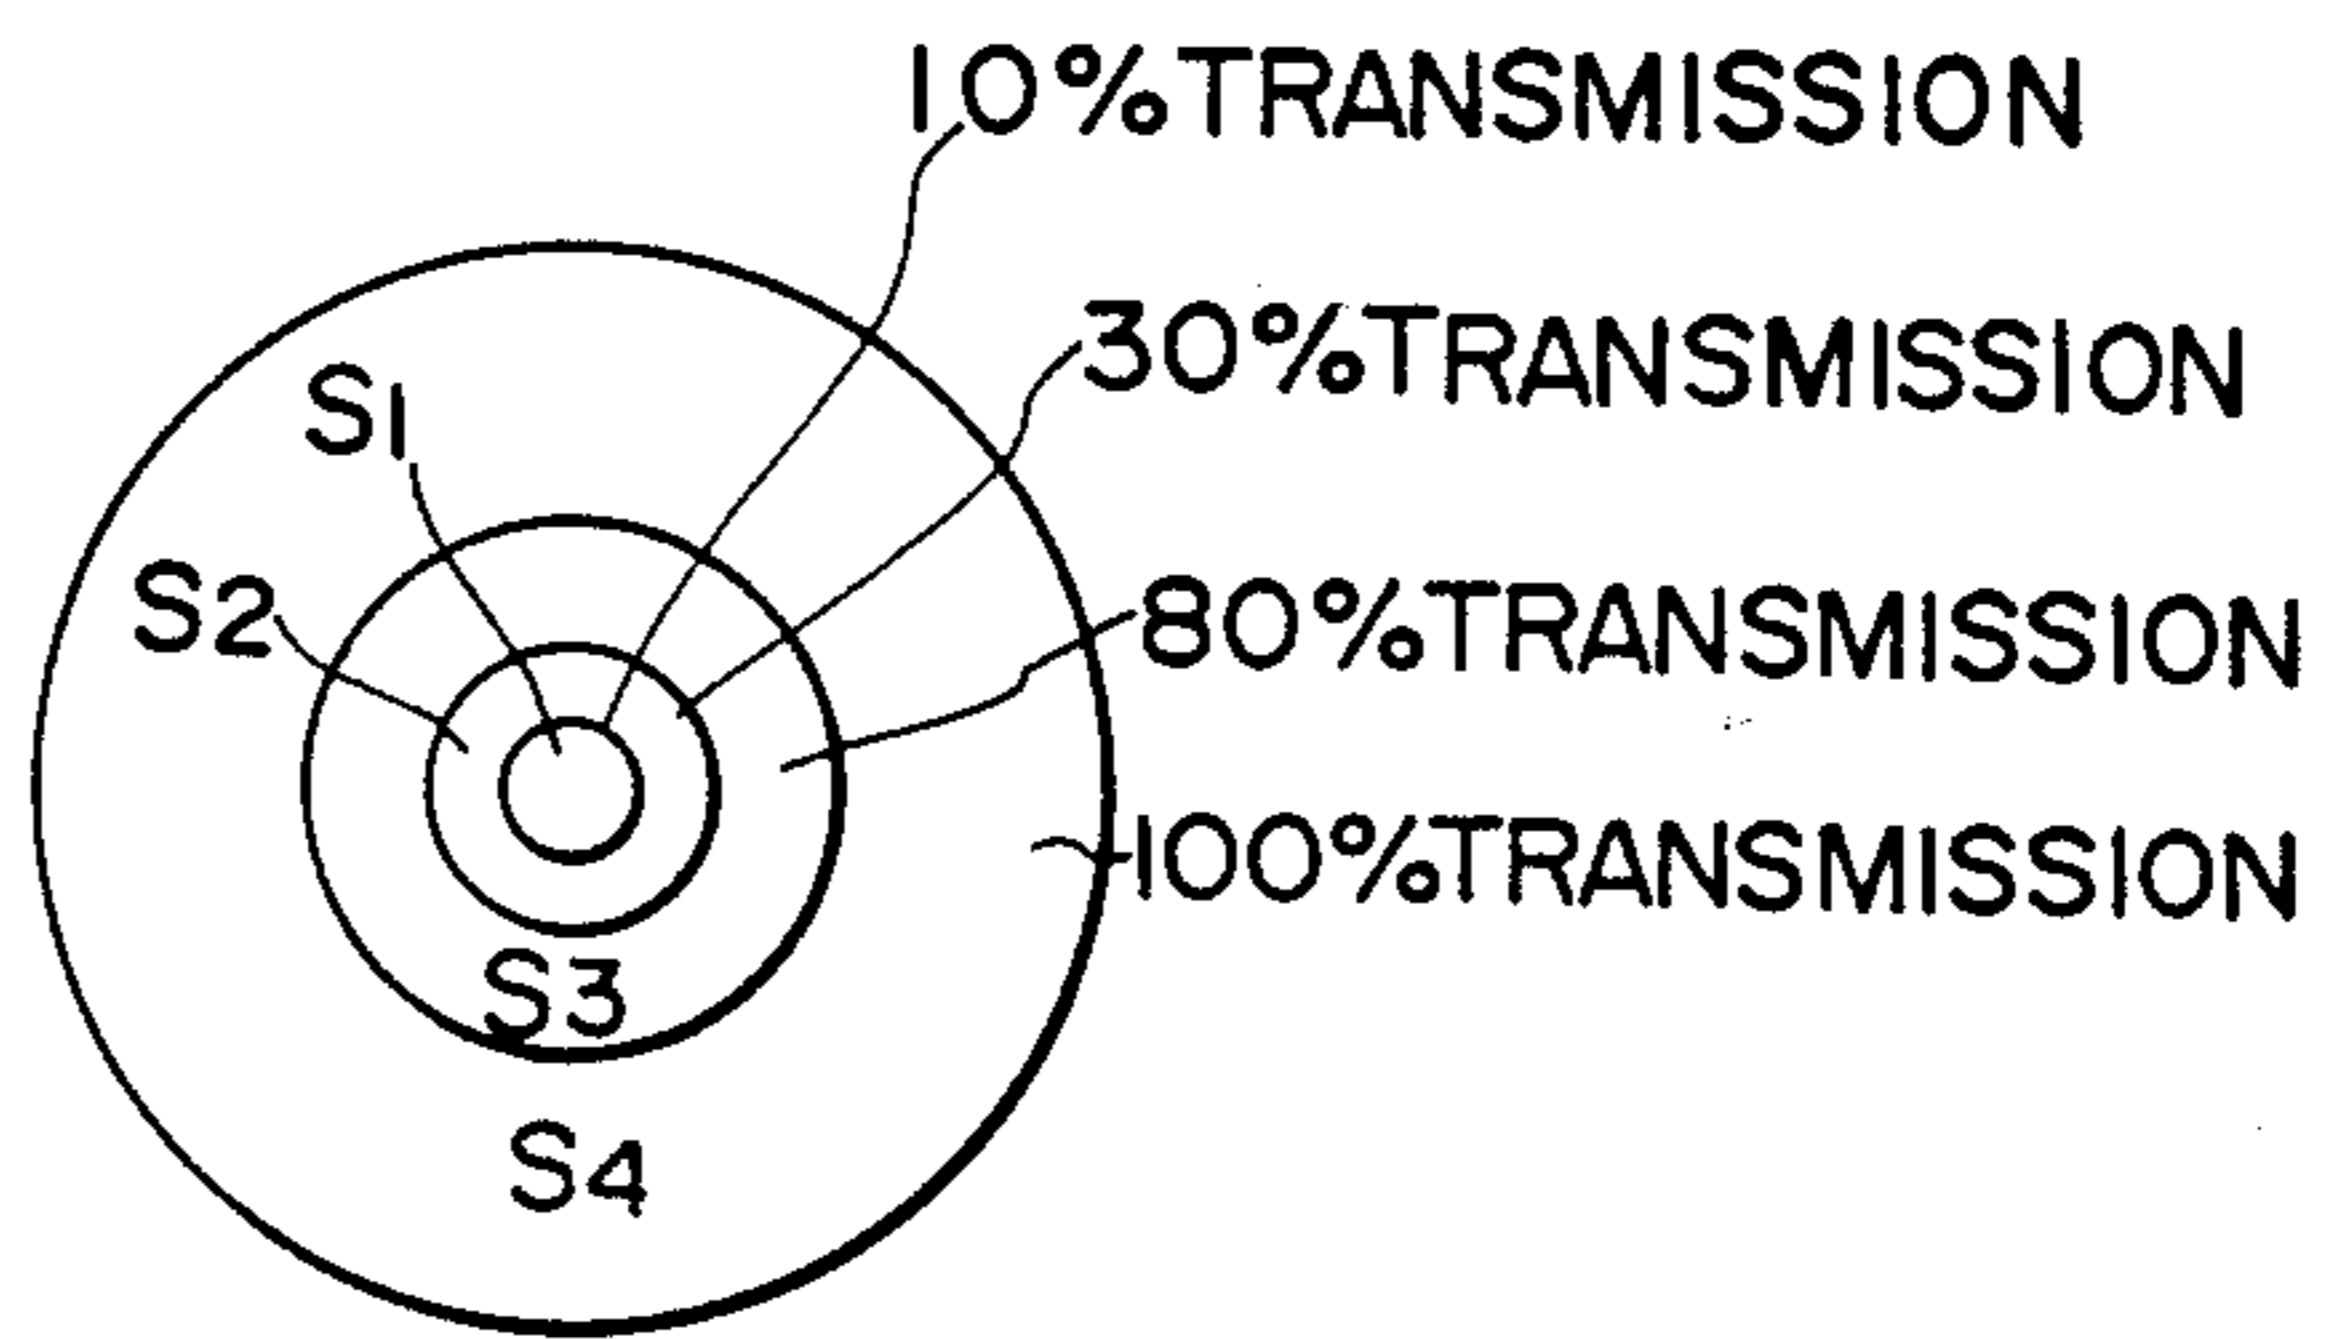 10% TRANSMISSION
30% TRANSMISSION
S1
80% TRANSMISSION
S2
100% TRANSMISSION
S3
S4